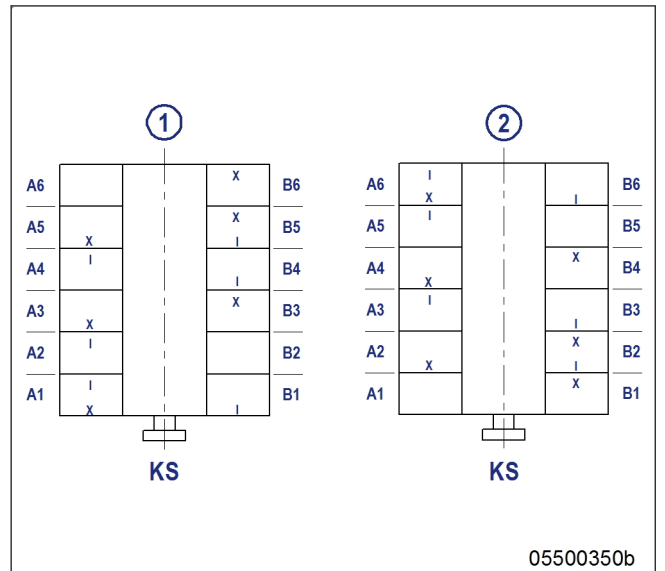 1
X
A6 B6
X
A5 B5
X I
I
A4 B4
I
X
A3 B3
X
I
A2 B2
I
A1 B1
X I
KS
2
I
A6 B6
X I
I
A5 B5
X
A4 B4
X
I
A3 B3
I
X
A2 B2
X I
X
A1 B1
KS
05500350b